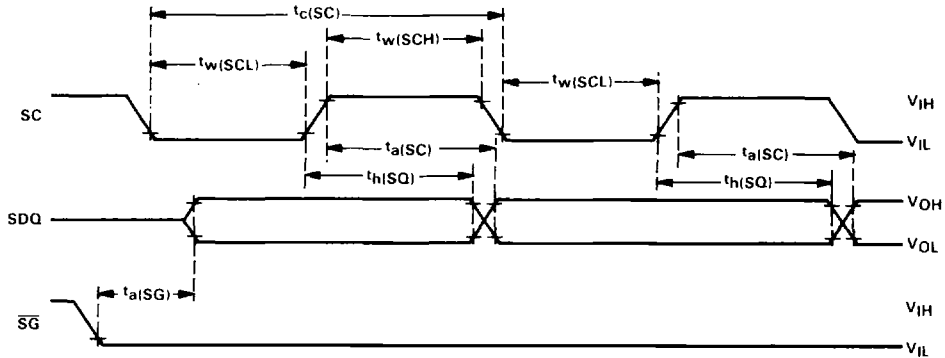 tc(SC)
tw(SCH)
tw(SCL)
tw(SCL)
SC
VIH
VIL
ta(SC)
ta(SC)
th(SQ)
th(SQ)
SDQ
VOH
VOL
ta(SG)
SG
VIH
VIL